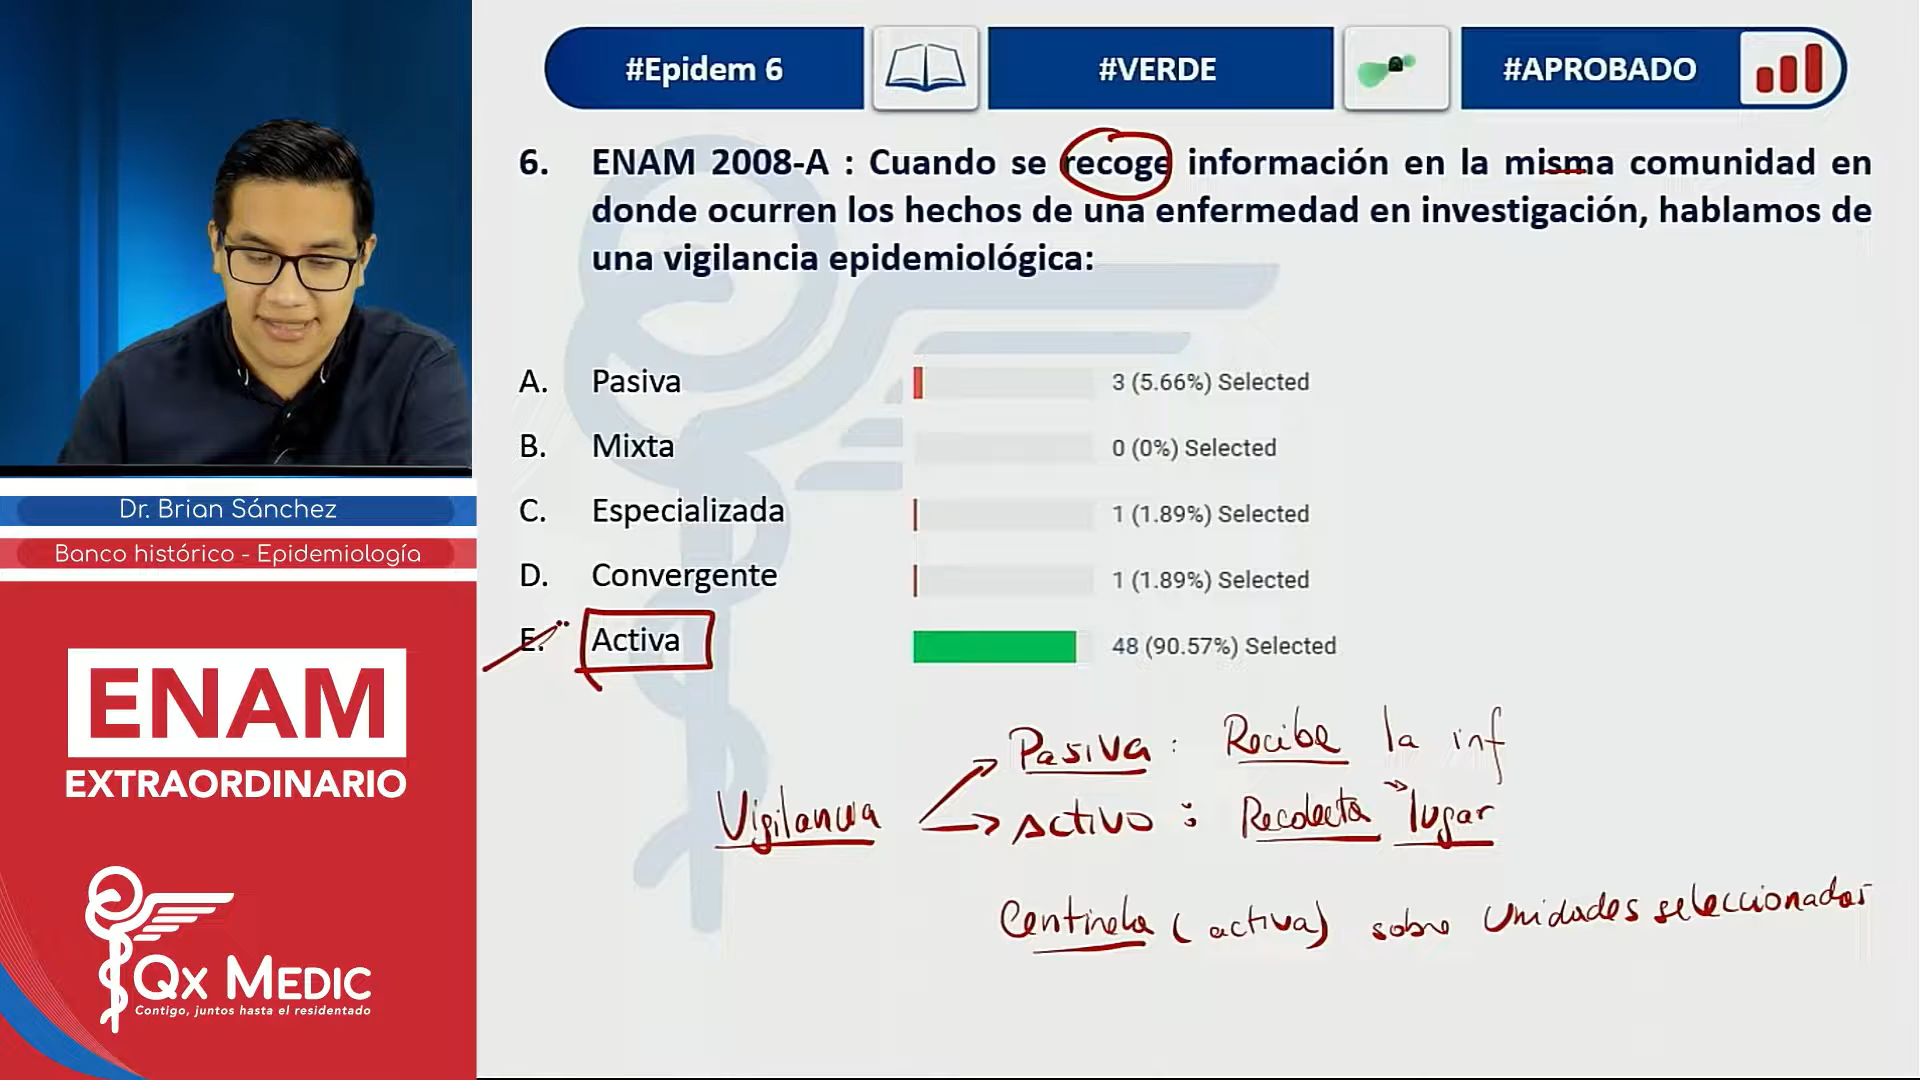 #Epidem 6
#VERDE
#APROBADO
6. ENAM 2008-A : Cuando se recoge información en la misma comunidad en
donde ocurren los hechos de una enfermedad en investigación, hablamos de
una vigilancia epidemiológica:
A. Pasiva 3 (5.66%) Selected
B. Mixta 0 (0%) Selected
C. Especializada 1 (1.89%) Selected
D. Convergente 1 (1.89%) Selected
E. Activa 48 (90.57%) Selected
Pasiva : Recibe la inf
Vigilancia Activo : Recolecta lugar
Centinela (activa) sobre Unidades seleccionadas
Dr. Brian Sánchez
Banco histórico - Epidemiología
ENAM
EXTRAORDINARIO
QX MEDIC
Contigo, juntos hasta el residentado